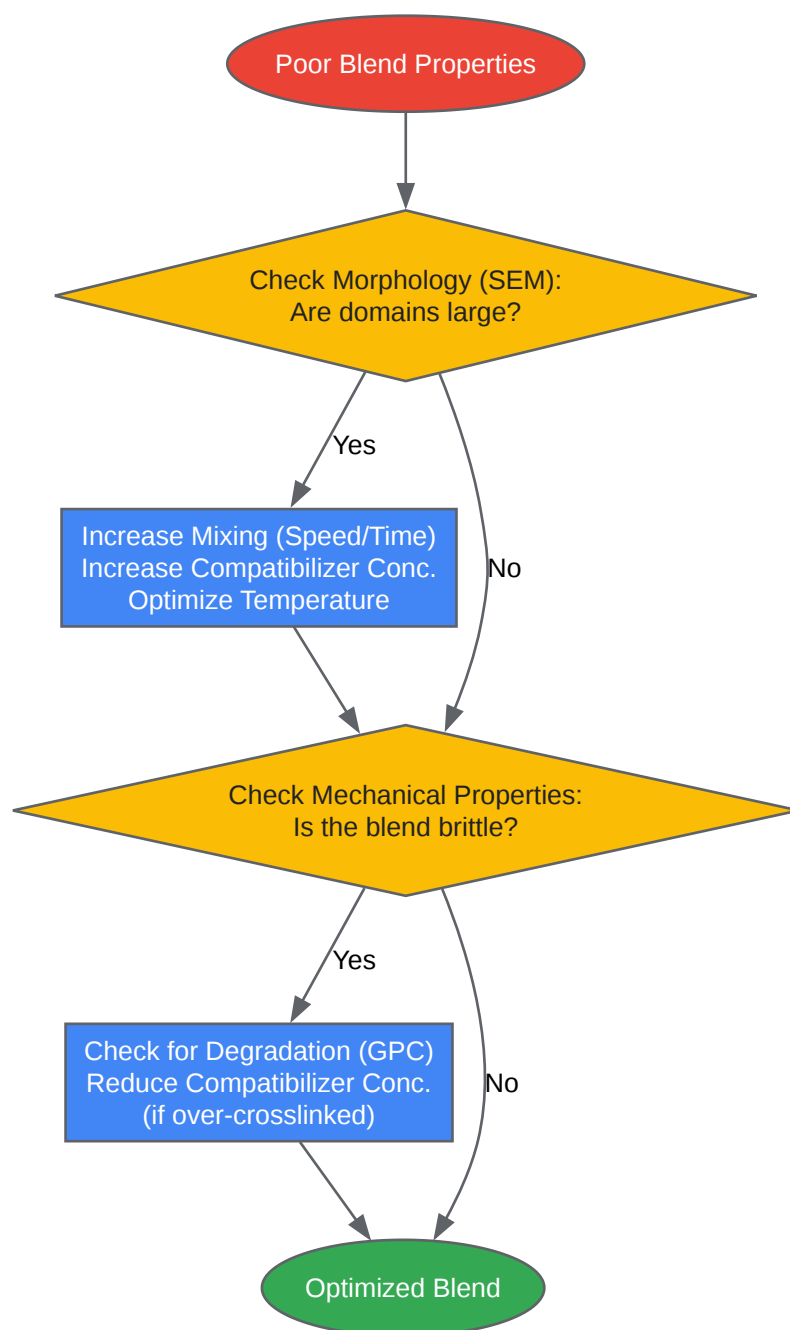 Poor Blend Properties
Check Morphology (SEM):
Are domains large?
Yes
Increase Mixing (Speed/Time)
Increase Compatibilizer Conc.
Optimize Temperature
No
Check Mechanical Properties:
Is the blend brittle?
Yes
Check for Degradation (GPC)
Reduce Compatibilizer Conc.
(if over-crosslinked)
No
Optimized Blend